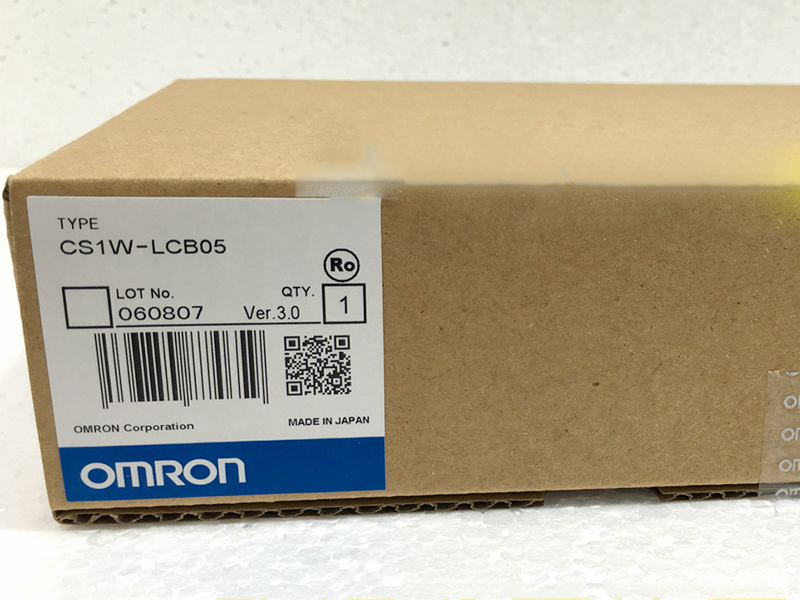 TYPE
CS1W-LCB05
Ro
LOT No. QTY.
060807 Ver.3.0 1
OMRON Corporation MADE IN JAPAN
OMRON